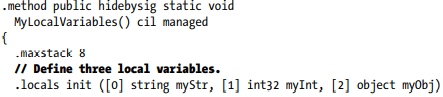 .method public hidebysig static void
MyLocalVariables() cil managed
{
.maxstack 8
// Define three local variables.
.locals init ([0] string myStr, [1] int32 myInt, [2] object myObj)